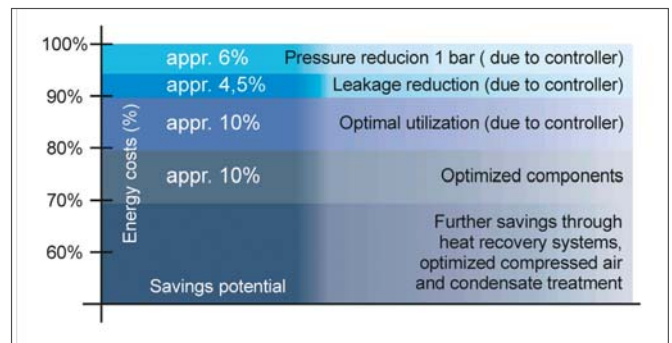 100%
appr. 6% Pressure reducion 1 bar ( due to controller)
appr. 4,5% Leakage reduction (due to controller)
90%
appr. 10% Optimal utilization (due to controller)
80%
appr. 10% Optimized components
70%
Energy costs (%)
60%
Further savings through
heat recovery systems,
optimized compressed air
and condensate treatment
Savings potential